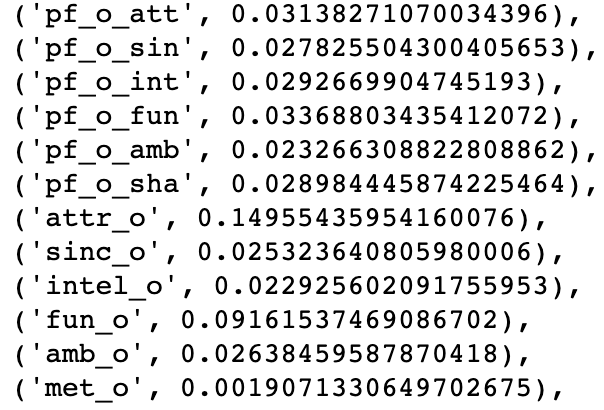 ('pf_o_att', 0.03138271070034396),
('pf_o_sin', 0.027825504300405653),
('pf_o_int', 0.0292669904745193),
('pf_o_fun', 0.03368803435412072),
('pf_o_amb', 0.023266308822808862),
('pf_o_sha', 0.028984445874225464),
('attr_o', 0.14955435954160076),
('sinc_o', 0.025323640805980006),
('intel_o', 0.022925602091755953),
('fun_o', 0.09161537469086702),
('amb_o', 0.02638459587870418),
('met_o', 0.0019071330649702675),